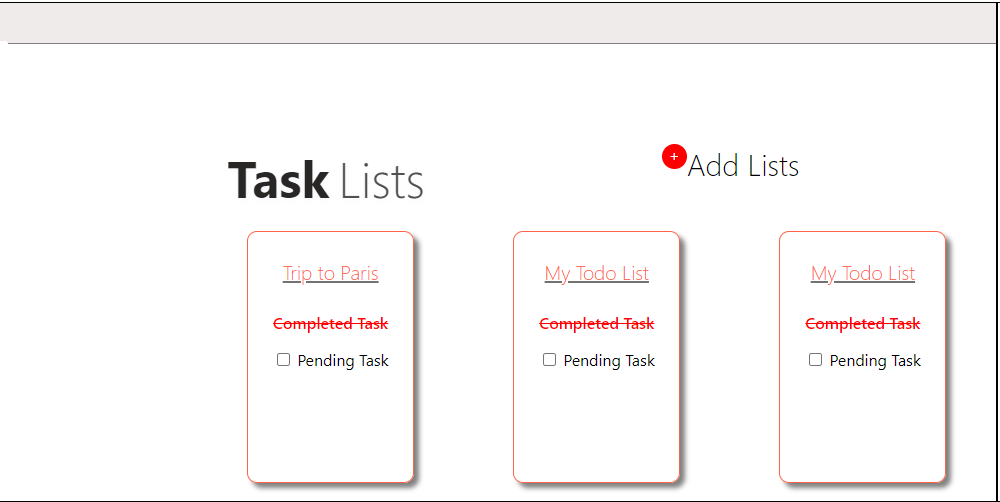 Task Lists
+ Add Lists
Trip to Paris
Completed Task
Pending Task
My Todo List
Completed Task
Pending Task
My Todo List
Completed Task
Pending Task